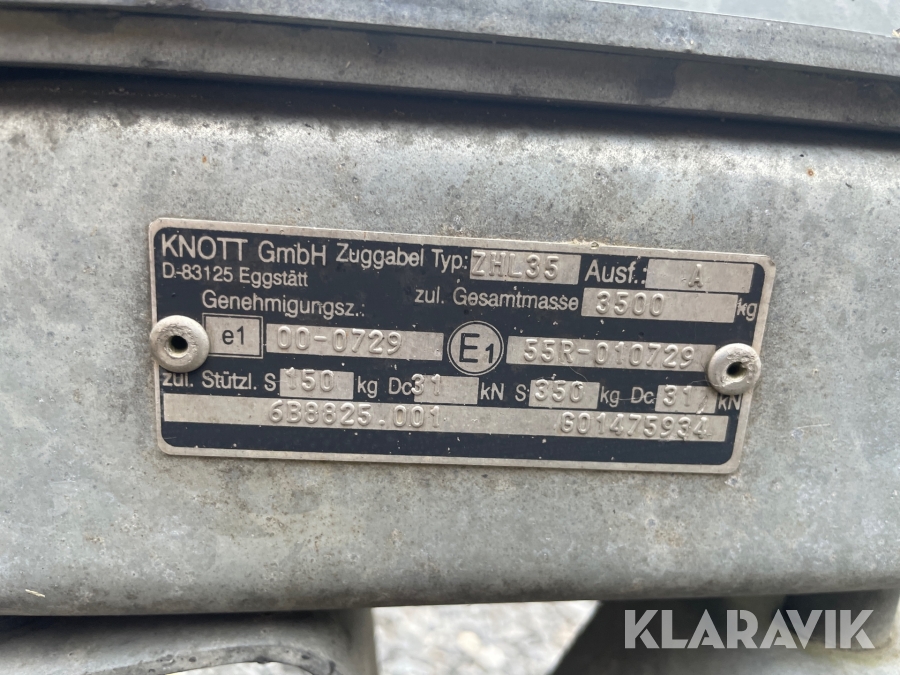 KNOTT GmbH Zuggabel Typ: ZHL35 Ausf.: A
D-83125 Eggstätt
zul. Gesamtmasse 3500 kg
Genehmigungsz.
e1 00-0729 E1 55R-010729
zul. Stützl. S 150 kg Dc 31 kN S 350 kg Dc 31, kN
6B8825.001 G01475934
KLARAVIK